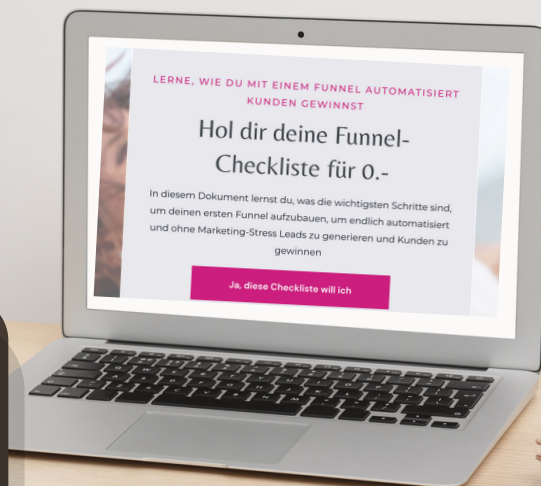 LERNE, WIE DU MIT EINEM FUNNEL AUTOMATISIERT
KUNDEN GEWINNST
Hol dir deine Funnel-
Checkliste für 0.-
In diesem Dokument lernst du, was die wichtigsten Schritte sind,
um deinen ersten Funnel aufzubauen, um endlich automatisiert
und ohne Marketing-Stress Leads zu generieren und Kunden zu
gewinnen
Ja, diese Checkliste will ich